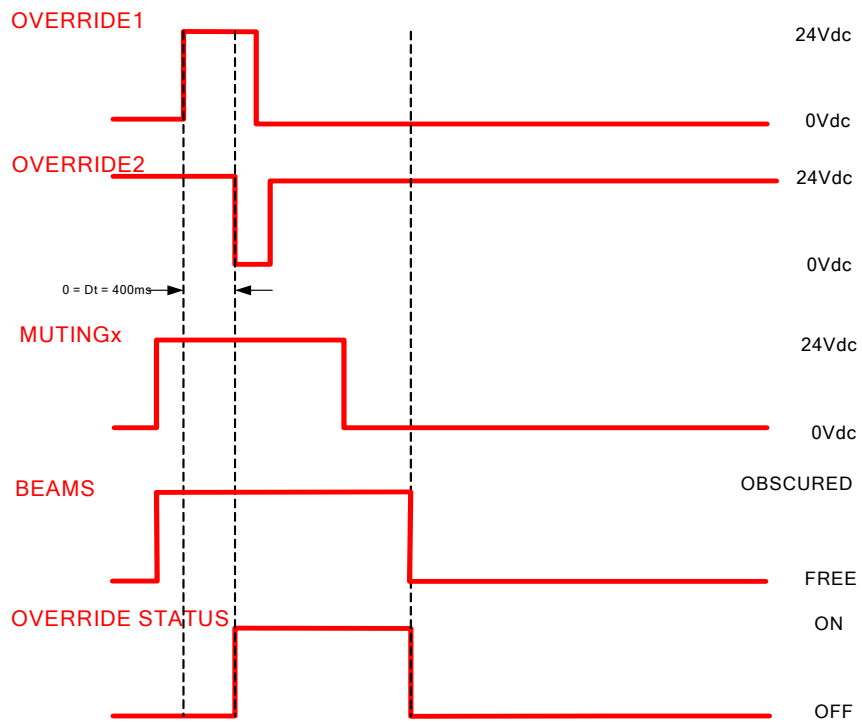 OVERRIDE1
24Vdc
0Vdc
OVERRIDE2
24Vdc
0Vdc
0 = Dt = 400ms
MUTINGx
24Vdc
0Vdc
BEAMS
OBSCURED
FREE
OVERRIDE STATUS
ON
OFF